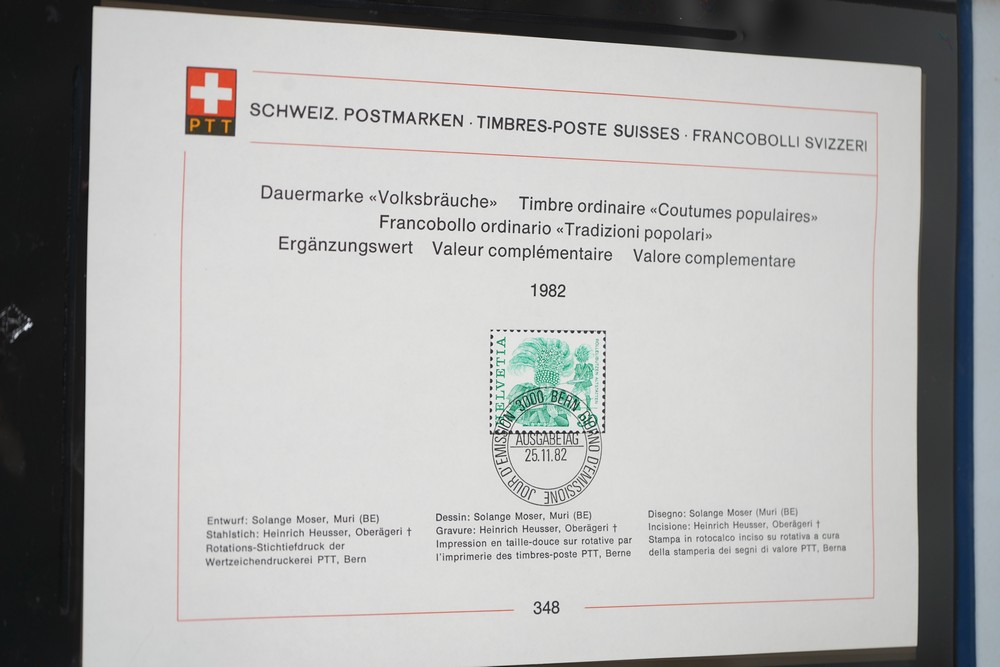 PTT
SCHWEIZ. POSTMARKEN · TIMBRES-POSTE SUISSES · FRANCOBOLLI SVIZZERI
Dauermarke «Volksbräuche» Timbre ordinaire «Coutumes populaires»
Francobollo ordinario «Tradizioni popolari»
Ergänzungswert Valeur complémentaire Valore complementare
1982
HELVETIA
3000 BERN
GIORNO D'EMISSIONE
JOUR D'EMISSION
AUSGABETAG
25.11.82
Entwurf: Solange Moser, Muri (BE)
Stahlstich: Heinrich Heusser, Oberägeri †
Rotations-Stichtiefdruck der
Wertzeichendruckerei PTT, Bern
Dessin: Solange Moser, Muri (BE)
Gravure: Heinrich Heusser, Oberägeri †
Impression en taille-douce sur rotative par
l'imprimerie des timbres-poste PTT, Berne
Disegno: Solange Moser (Muri (BE)
Incisione: Heinrich Heusser, Oberägeri †
Stampa in rotocalco inciso su rotativa a cura
della stamperia dei segni di valore PTT, Berna
348